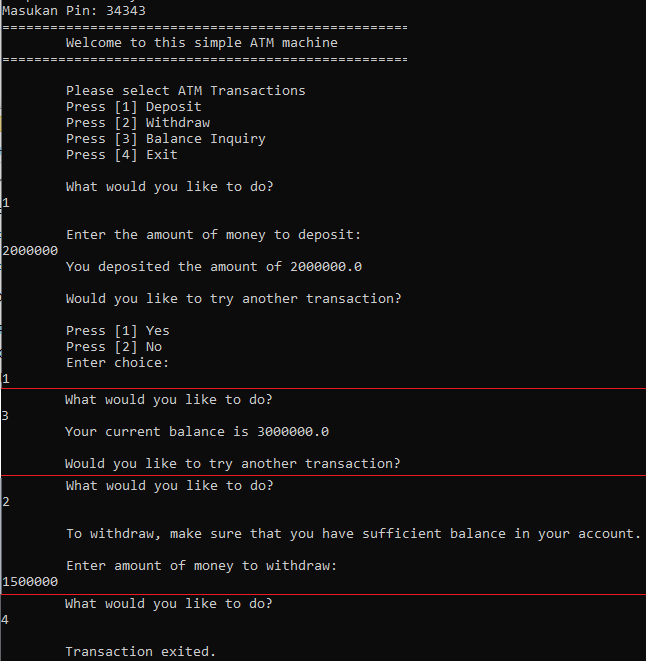 Masukan Pin: 34343
==================================================
Welcome to this simple ATM machine
==================================================
Please select ATM Transactions
Press [1] Deposit
Press [2] Withdraw
Press [3] Balance Inquiry
Press [4] Exit
What would you like to do?
1
Enter the amount of money to deposit:
2000000
You deposited the amount of 2000000.0
Would you like to try another transaction?
Press [1] Yes
Press [2] No
Enter choice:
1
What would you like to do?
3
Your current balance is 3000000.0
Would you like to try another transaction?
What would you like to do?
2
To withdraw, make sure that you have sufficient balance in your account.
Enter amount of money to withdraw:
1500000
What would you like to do?
4
Transaction exited.